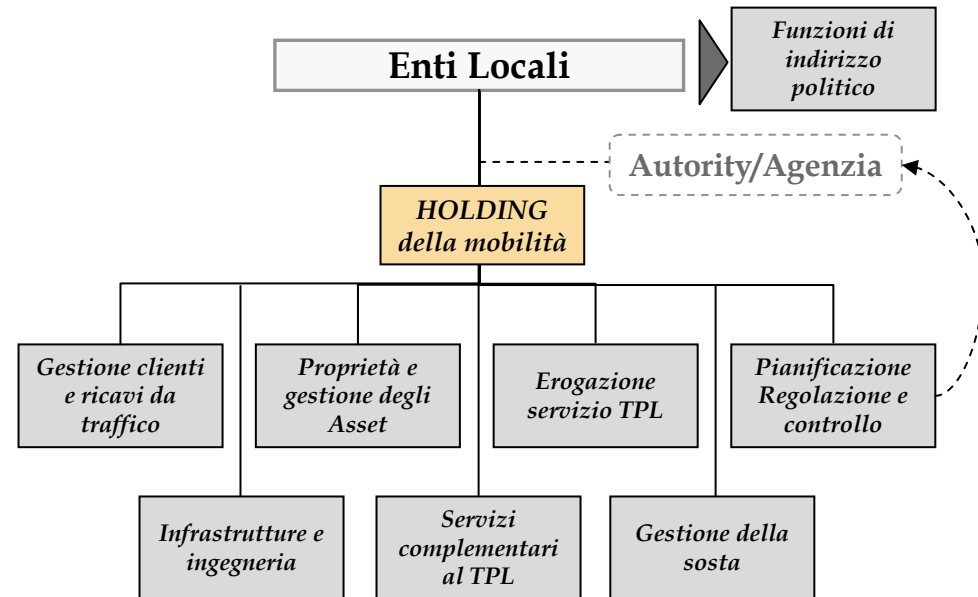 Enti Locali
Funzioni di
indirizzo
politico
Autority/Agenzia
HOLDING
della mobilità
Gestione clienti
e ricavi da
traffico
Proprietà e
gestione degli
Asset
Erogazione
servizio TPL
Pianificazione
Regolazione e
controllo
Infrastrutture e
ingegneria
Servizi
complementari
al TPL
Gestione della
sosta